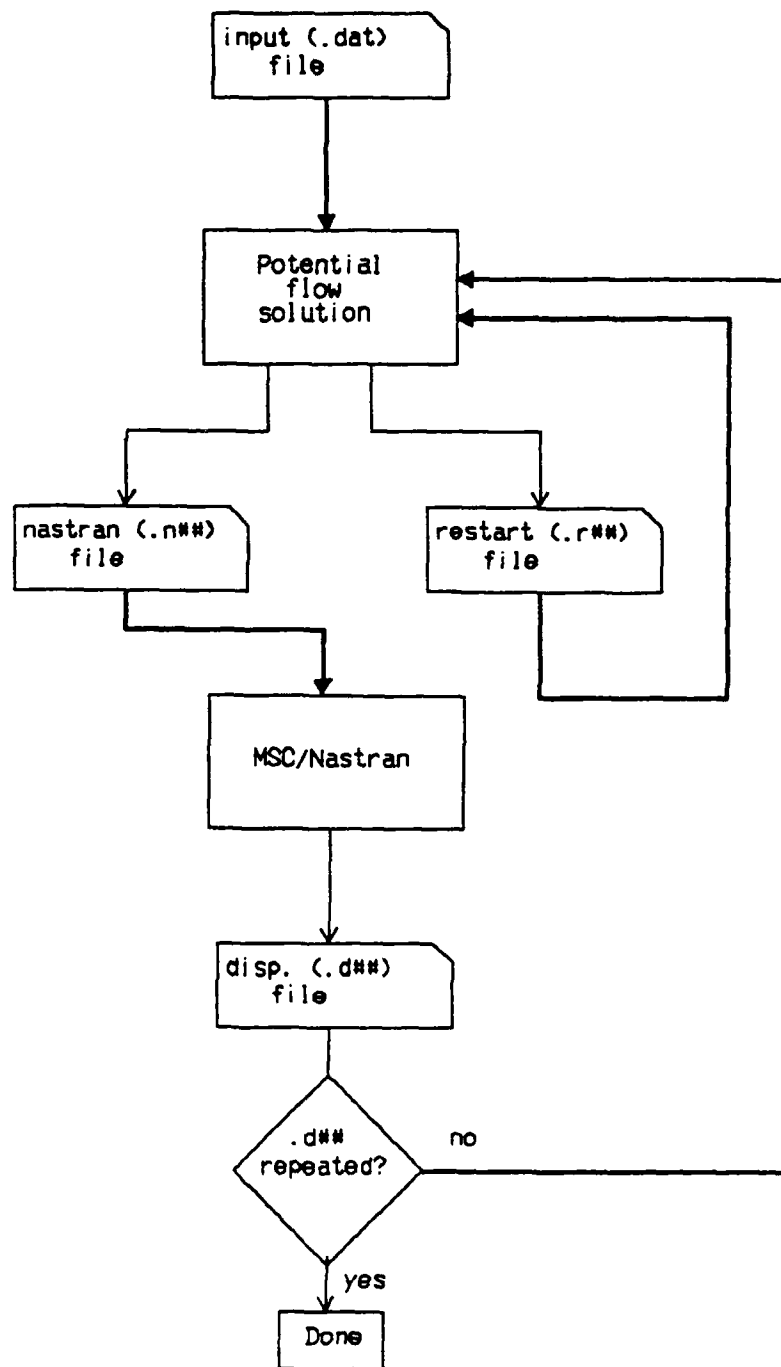 input (.dat)
file
Potential
flow
solution
nastran (.n##)
file
restart (.r##)
file
MSC/Nastran
disp. (.d##)
file
.d##
repeated?
no
yes
Done